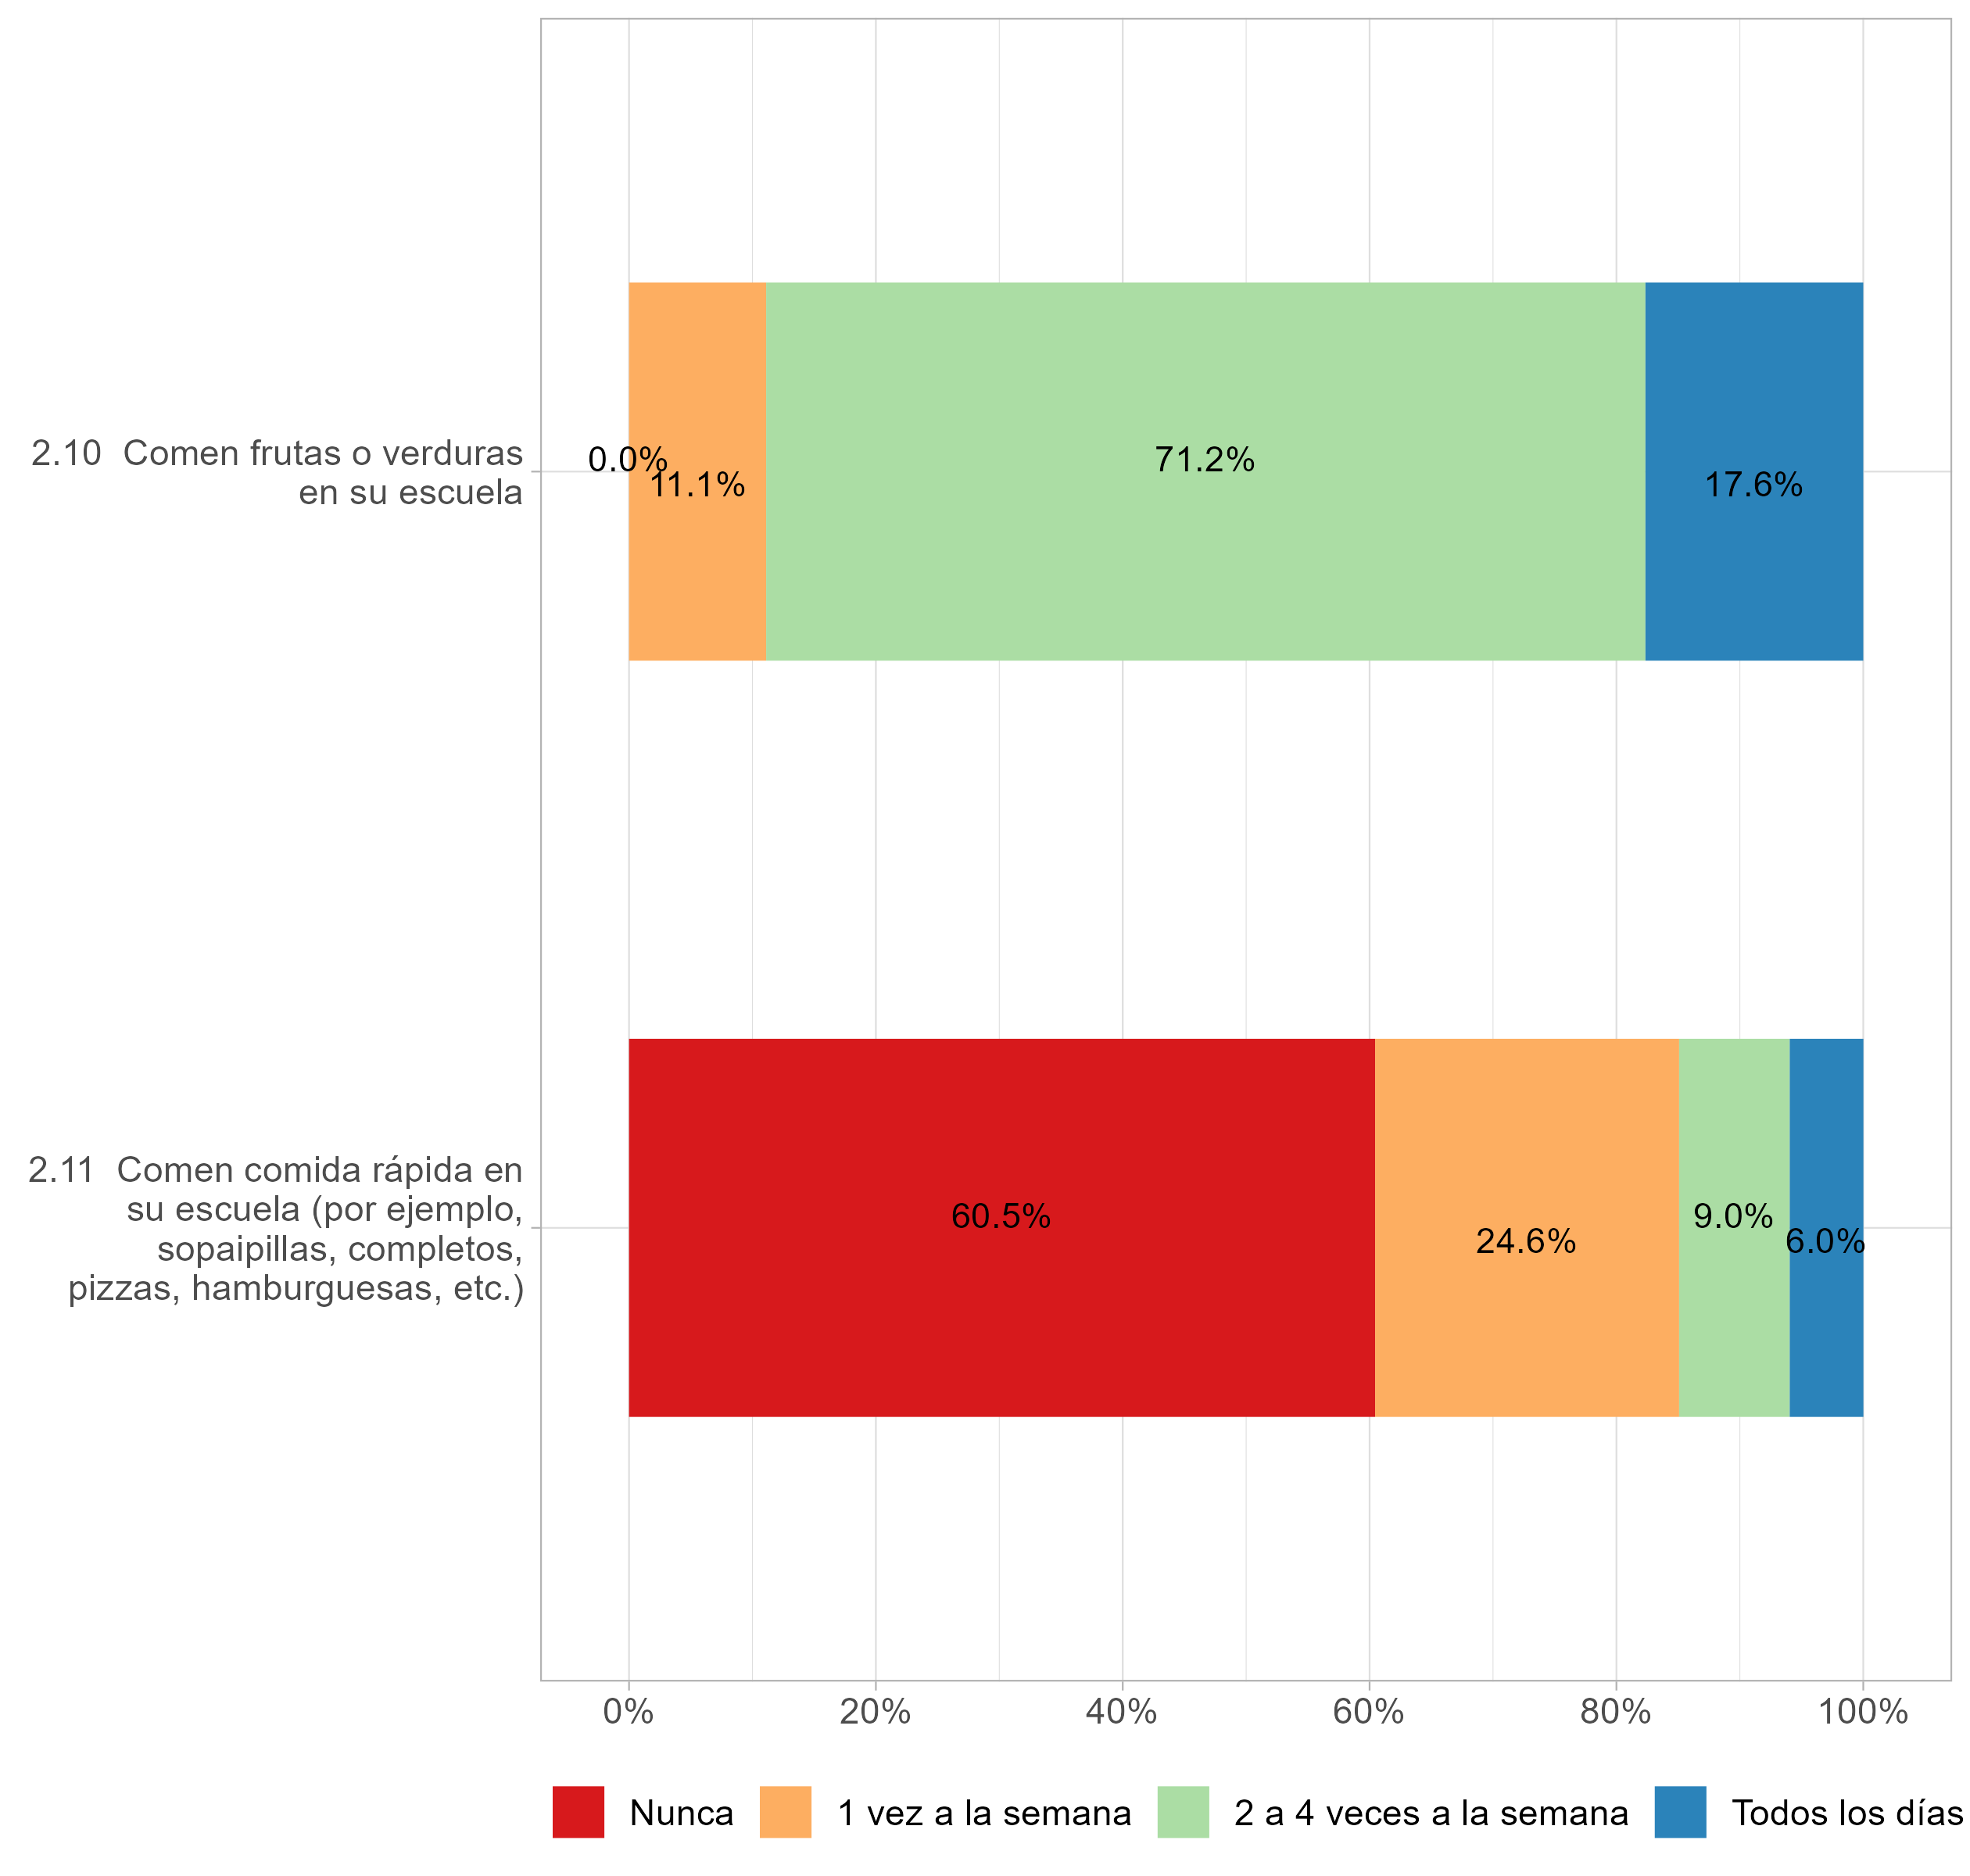 2.10  Comen frutas o verduras
en su escuela
0.0%
11.1%
71.2%
17.6%
2.11  Comen comida rápida en
su escuela (por ejemplo,
sopaipillas, completos,
pizzas, hamburguesas, etc.)
60.5%
24.6%
9.0%
6.0%
0% 20% 40% 60% 80% 100%
Nunca 1 vez a la semana 2 a 4 veces a la semana Todos los días